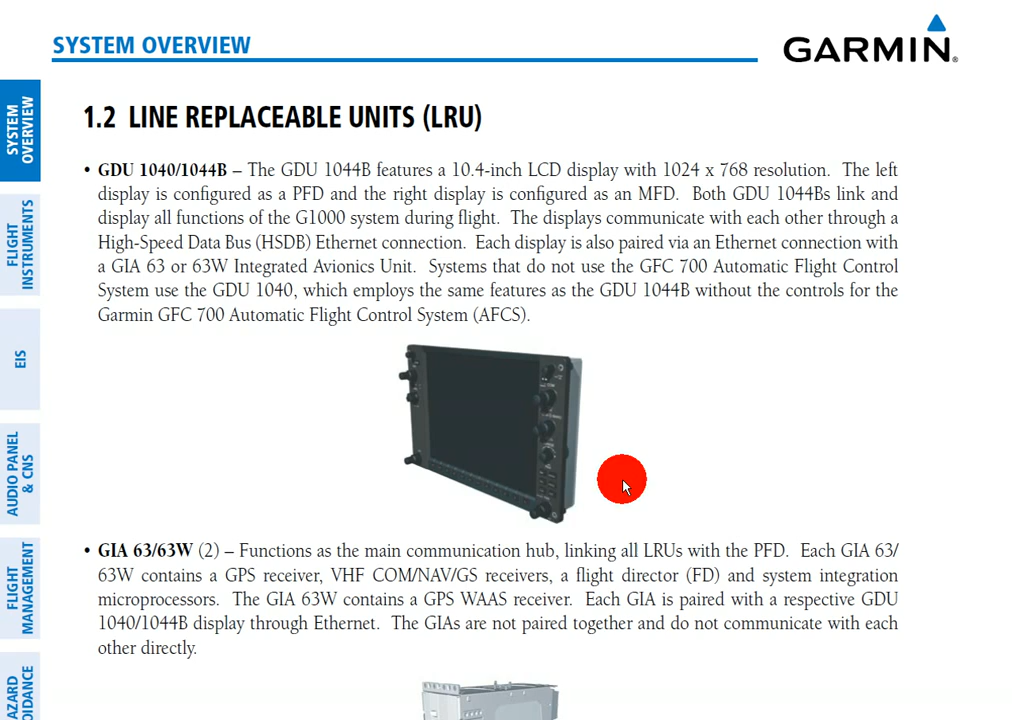 SYSTEM OVERVIEW
GARMIN®
SYSTEM
OVERVIEW
FLIGHT
INSTRUMENTS
EIS
AUDIO PANEL
& CNS
FLIGHT
MANAGEMENT
1.2 LINE REPLACEABLE UNITS (LRU)
• GDU 1040/1044B – The GDU 1044B features a 10.4-inch LCD display with 1024 x 768 resolution. The left
display is configured as a PFD and the right display is configured as an MFD. Both GDU 1044Bs link and
display all functions of the G1000 system during flight. The displays communicate with each other through a
High-Speed Data Bus (HSDB) Ethernet connection. Each display is also paired via an Ethernet connection with
a GIA 63 or 63W Integrated Avionics Unit. Systems that do not use the GFC 700 Automatic Flight Control
System use the GDU 1040, which employs the same features as the GDU 1044B without the controls for the
Garmin GFC 700 Automatic Flight Control System (AFCS).
• GIA 63/63W (2) – Functions as the main communication hub, linking all LRUs with the PFD. Each GIA 63/
63W contains a GPS receiver, VHF COM/NAV/GS receivers, a flight director (FD) and system integration
microprocessors. The GIA 63W contains a GPS WAAS receiver. Each GIA is paired with a respective GDU
1040/1044B display through Ethernet. The GIAs are not paired together and do not communicate with each
other directly.